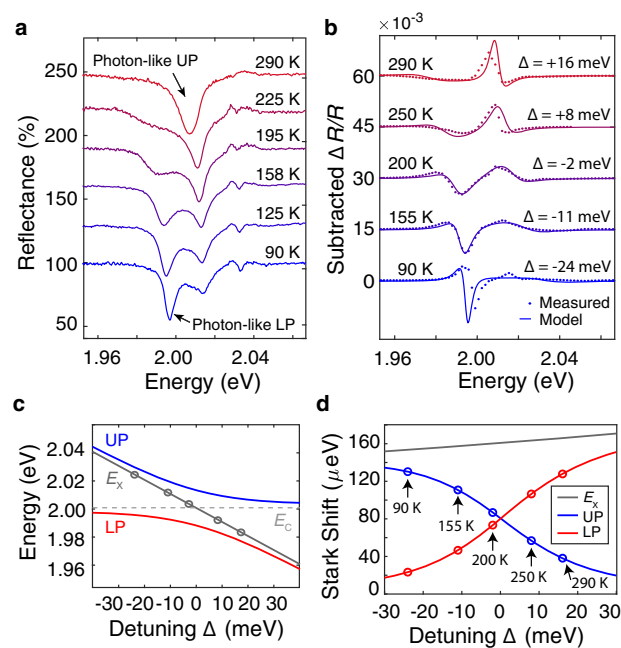 a
Photon-like UP
290 K
225 K
195 K
158 K
125 K
90 K
Photon-like LP
250
200
150
100
50
Reflectance (%)
1.96
2.00
2.04
Energy (eV)
b
× 10⁻³
290 K
Δ = +16 meV
250 K
Δ = +8 meV
200 K
Δ = -2 meV
155 K
Δ = -11 meV
90 K
Δ = -24 meV
Measured
Model
60
45
30
15
0
Subtracted Δ R/R
1.96
2.00
2.04
Energy (eV)
c
UP
Eₓ
E_C
LP
2.04
2.02
2.00
1.98
1.96
Energy (eV)
-30
-20
-10
0
10
20
30
Detuning Δ (meV)
d
160
120
80
40
0
Stark Shift (μeV)
90 K
155 K
200 K
250 K
290 K
Eₓ
UP
LP
-30
-20
-10
0
10
20
30
Detuning Δ (meV)